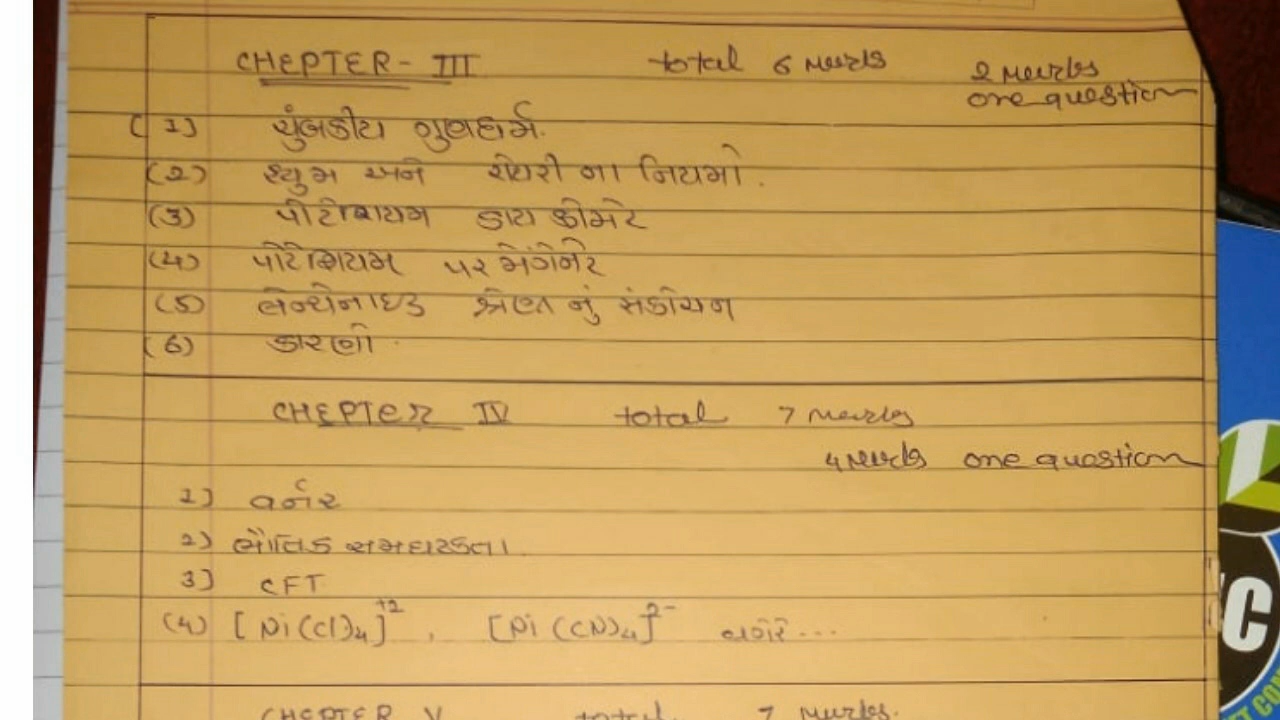 CHEPTER - III total 6 marks 2 marks
one question
(1) ચુંબકીય ગુણધર્મ.
(2) હ્યુમ અને રોથરી ના નિયમો.
(3) પોટેશિયમ ડાયક્રોમેટ
(4) પોટેશિયમ પરમેંગેનેટ
(5) લેન્થેનાઇડ શ્રેણી નું સંકોચન
(6) કારણો.
CHEPTER IV total 7 marks
4 marks one question
1) વર્નર
2) ભૌતિક સમઘટકતા.
3) CFT
(4) [Ni(Cl)4]+2, [Ni(CN)4]2- વગેરે...
CHEPTER V total 7 marks.
C